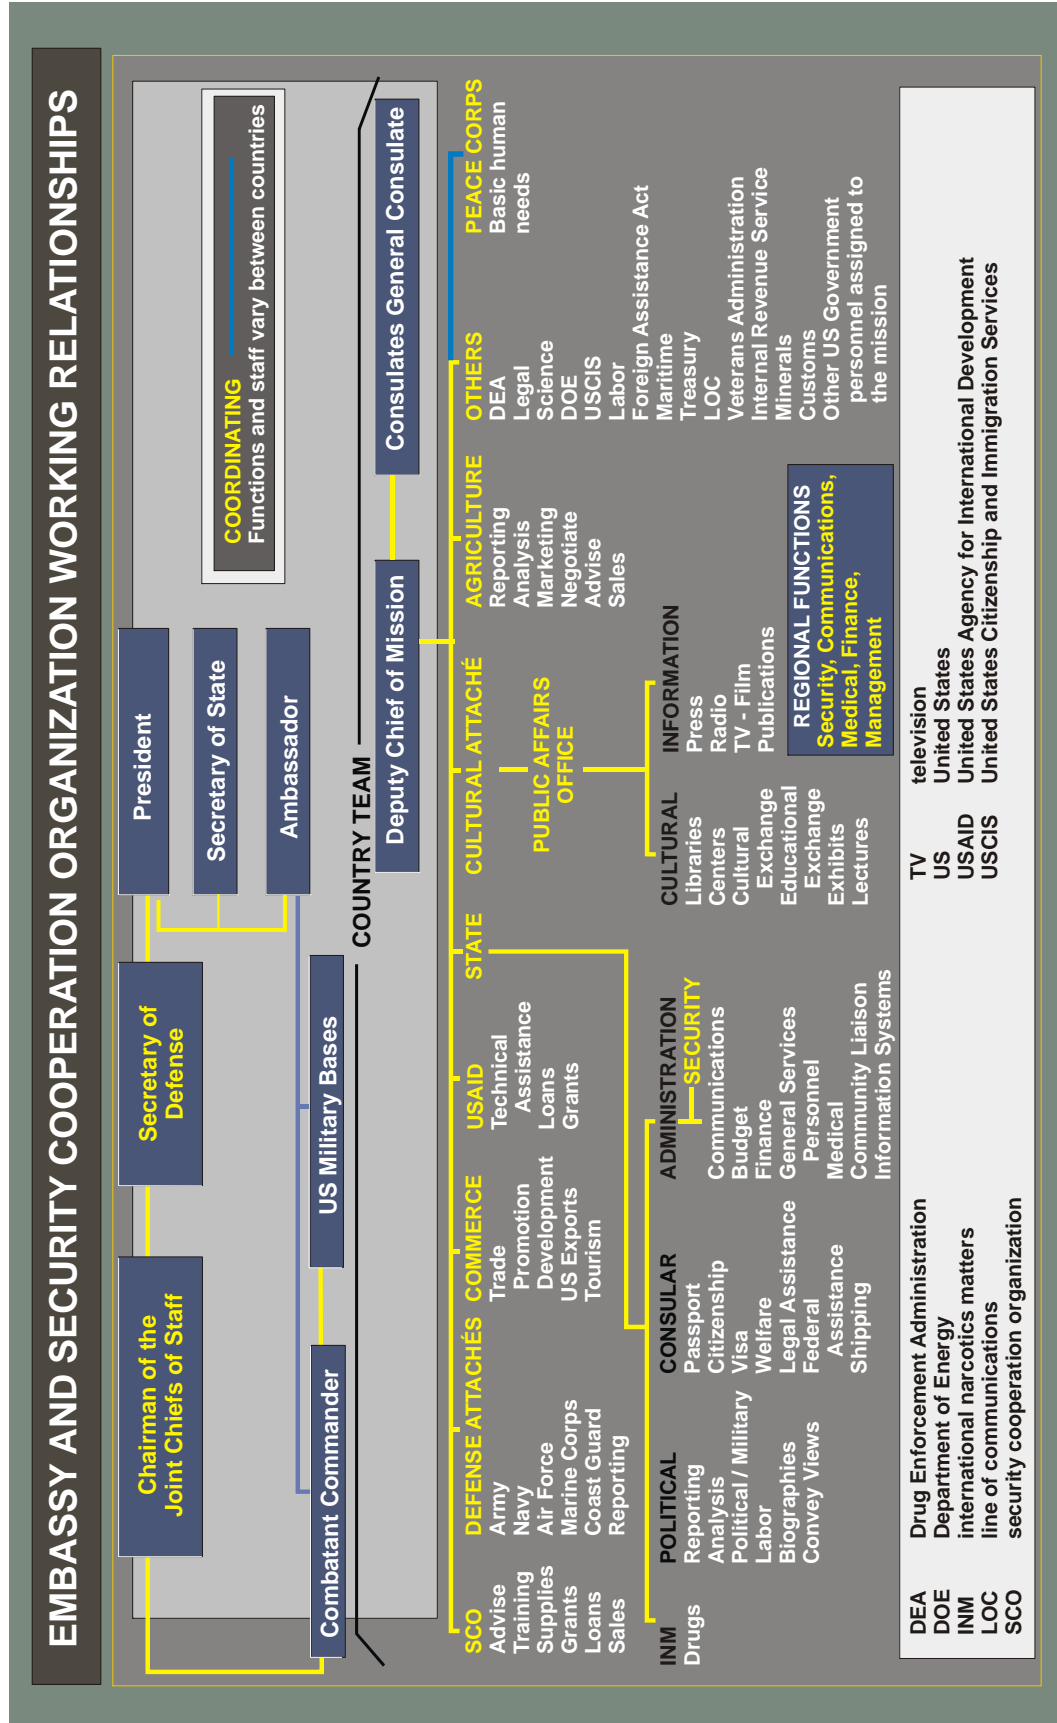 EMBASSY AND SECURITY COOPERATION ORGANIZATION WORKING RELATIONSHIPS
Chairman of the
Joint Chiefs of Staff
Secretary of
Defense
President
Secretary of State
Ambassador
COORDINATING
Functions and staff vary between countries
Combatant Commander
US Military Bases
COUNTRY TEAM
Deputy Chief of Mission
Consulates General Consulate
SCO
Advise
Training
Supplies
Grants
Loans
Sales
DEFENSE ATTACHÉS
Army
Navy
Air Force
Marine Corps
Coast Guard
Reporting
COMMERCE
Trade
Promotion
Development
US Exports
Tourism
USAID
Technical
Assistance
Loans
Grants
STATE
CULTURAL ATTACHÉ
PUBLIC AFFAIRS
OFFICE
AGRICULTURE
Reporting
Analysis
Marketing
Negotiate
Advise
Sales
OTHERS
DEA
Legal
Science
DOE
USCIS
Labor
Foreign Assistance Act
Maritime
Treasury
LOC
Veterans Administration
Internal Revenue Service
Minerals
Customs
Other US Government
personnel assigned to
the mission
PEACE CORPS
Basic human
needs
INM
Drugs
POLITICAL
Reporting
Analysis
Political / Military
Labor
Biographies
Convey Views
CONSULAR
Passport
Citizenship
Visa
Welfare
Legal Assistance
Federal
Assistance
Shipping
ADMINISTRATION
SECURITY
Communications
Budget
Finance
General Services
Personnel
Medical
Community Liaison
Information Systems
CULTURAL
Libraries
Centers
Cultural
Exchange
Educational
Exchange
Exhibits
Lectures
INFORMATION
Press
Radio
TV - Film
Publications
REGIONAL FUNCTIONS
Security, Communications,
Medical, Finance,
Management
DEA Drug Enforcement Administration
DOE Department of Energy
INM international narcotics matters
LOC line of communications
SCO security cooperation organization
TV television
US United States
USAID United States Agency for International Development
USCIS United States Citizenship and Immigration Services